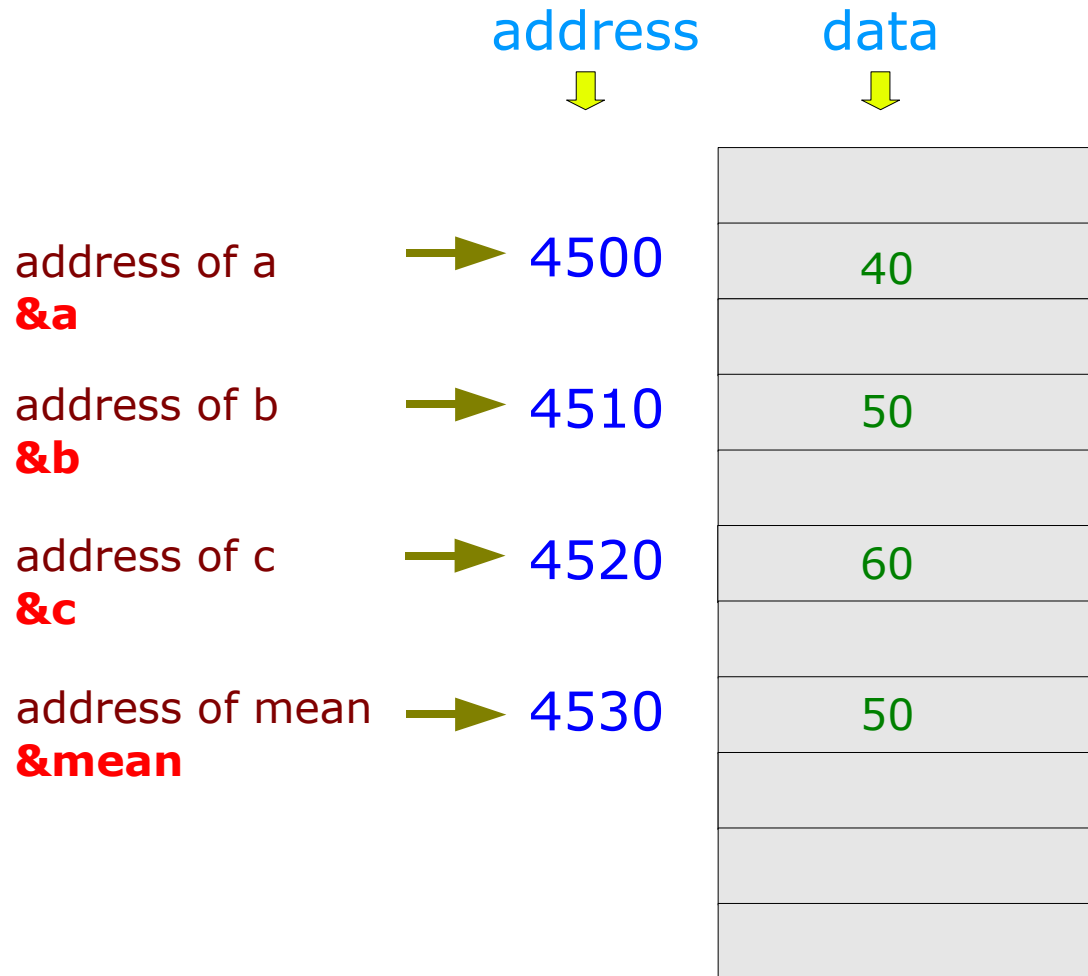 address data
address of a 4500 40
&a
address of b 4510 50
&b
address of c 4520 60
&c
address of mean 4530 50
&mean